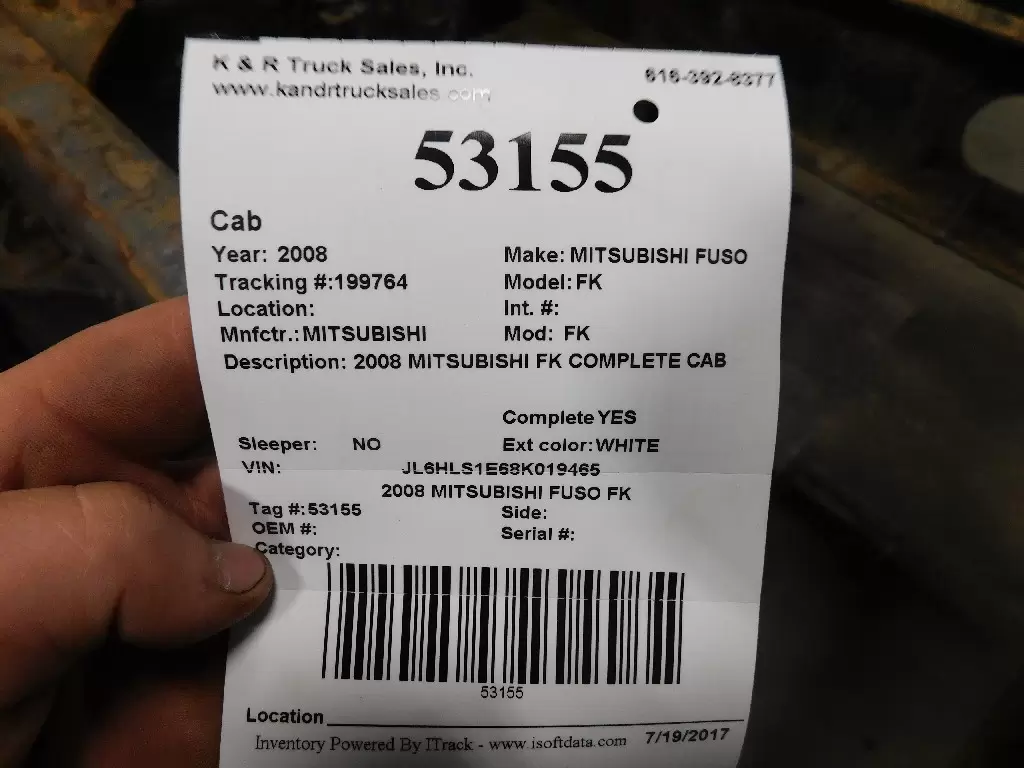 K & R Truck Sales, Inc. 616-392-6377
www.kandrtrucksales.com
53155
Cab
Year: 2008 Make: MITSUBISHI FUSO
Tracking #:199764 Model: FK
Location: Int. #:
Mnfctr.: MITSUBISHI Mod: FK
Description: 2008 MITSUBISHI FK COMPLETE CAB
Complete YES
Sleeper: NO Ext color: WHITE
VIN: JL6HLS1E68K019465
2008 MITSUBISHI FUSO FK
Tag #: 53155 Side:
OEM #: Serial #:
Category:
53155
Location
Inventory Powered By ITrack - www.isoftdata.com 7/19/2017